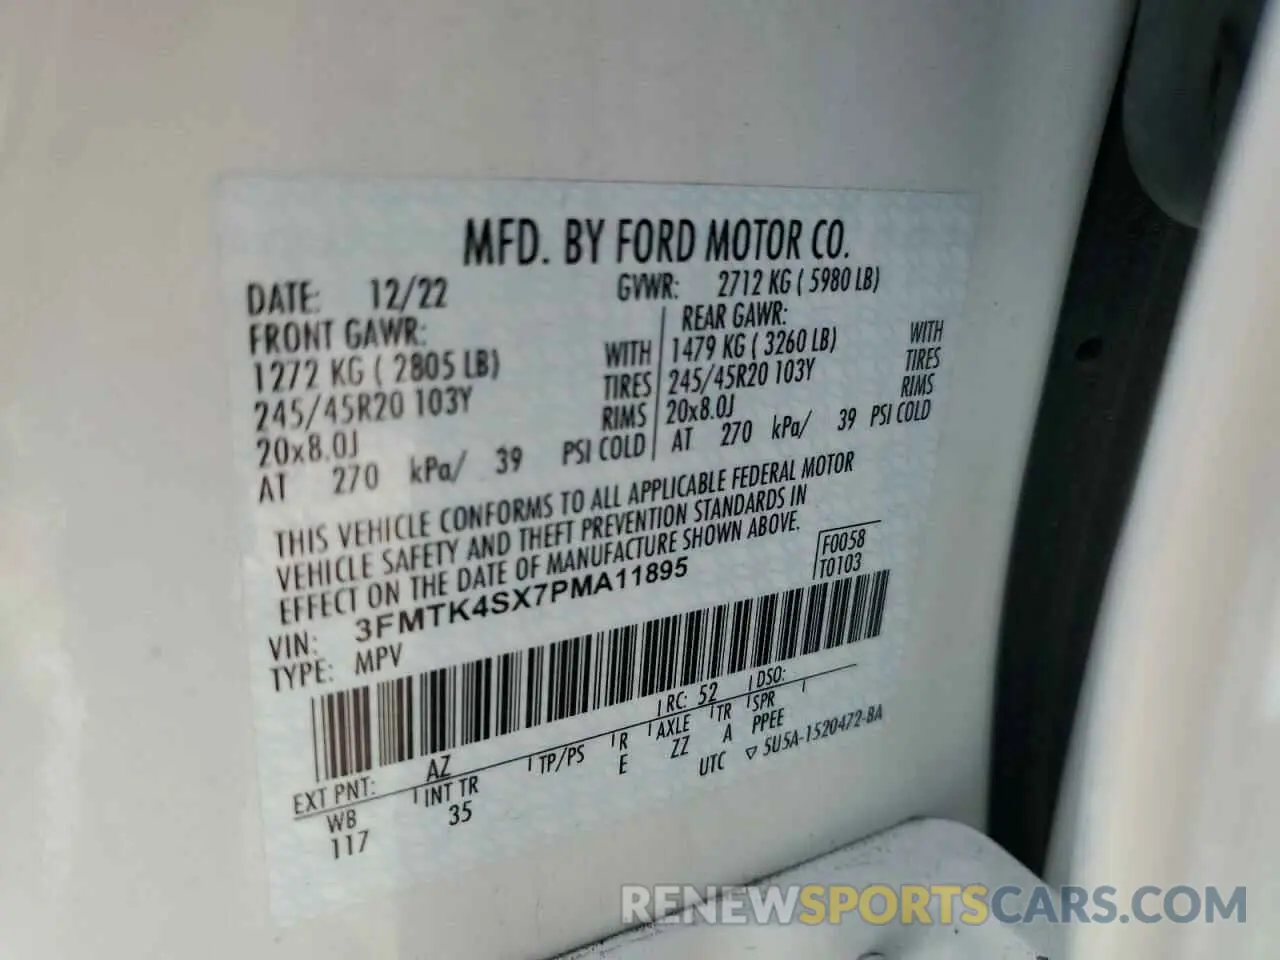 MFD. BY FORD MOTOR CO.
DATE: 12/22 GVWR: 2712 KG ( 5980 LB)
FRONT GAWR: REAR GAWR:
1272 KG ( 2805 LB) WITH 1479 KG ( 3260 LB) WITH
245/45R20 103Y TIRES 245/45R20 103Y TIRES
20x8.0J RIMS 20x8.0J RIMS
AT 270 kPa/ 39 PSI COLD AT 270 kPa/ 39 PSI COLD
THIS VEHICLE CONFORMS TO ALL APPLICABLE FEDERAL MOTOR
VEHICLE SAFETY AND THEFT PREVENTION STANDARDS IN
EFFECT ON THE DATE OF MANUFACTURE SHOWN ABOVE.
F0058
VIN: 3FMTK4SX7PMA11895 T0103
TYPE: MPV
EXT PNT: AZ RC: 52 DSO:
WB INT TR TP/PS R AXLE TR SPR
117 35 E ZZ A PPEE
UTC ▽ 5U5A-1520472-BA
RENEWSPORTSCARS.COM